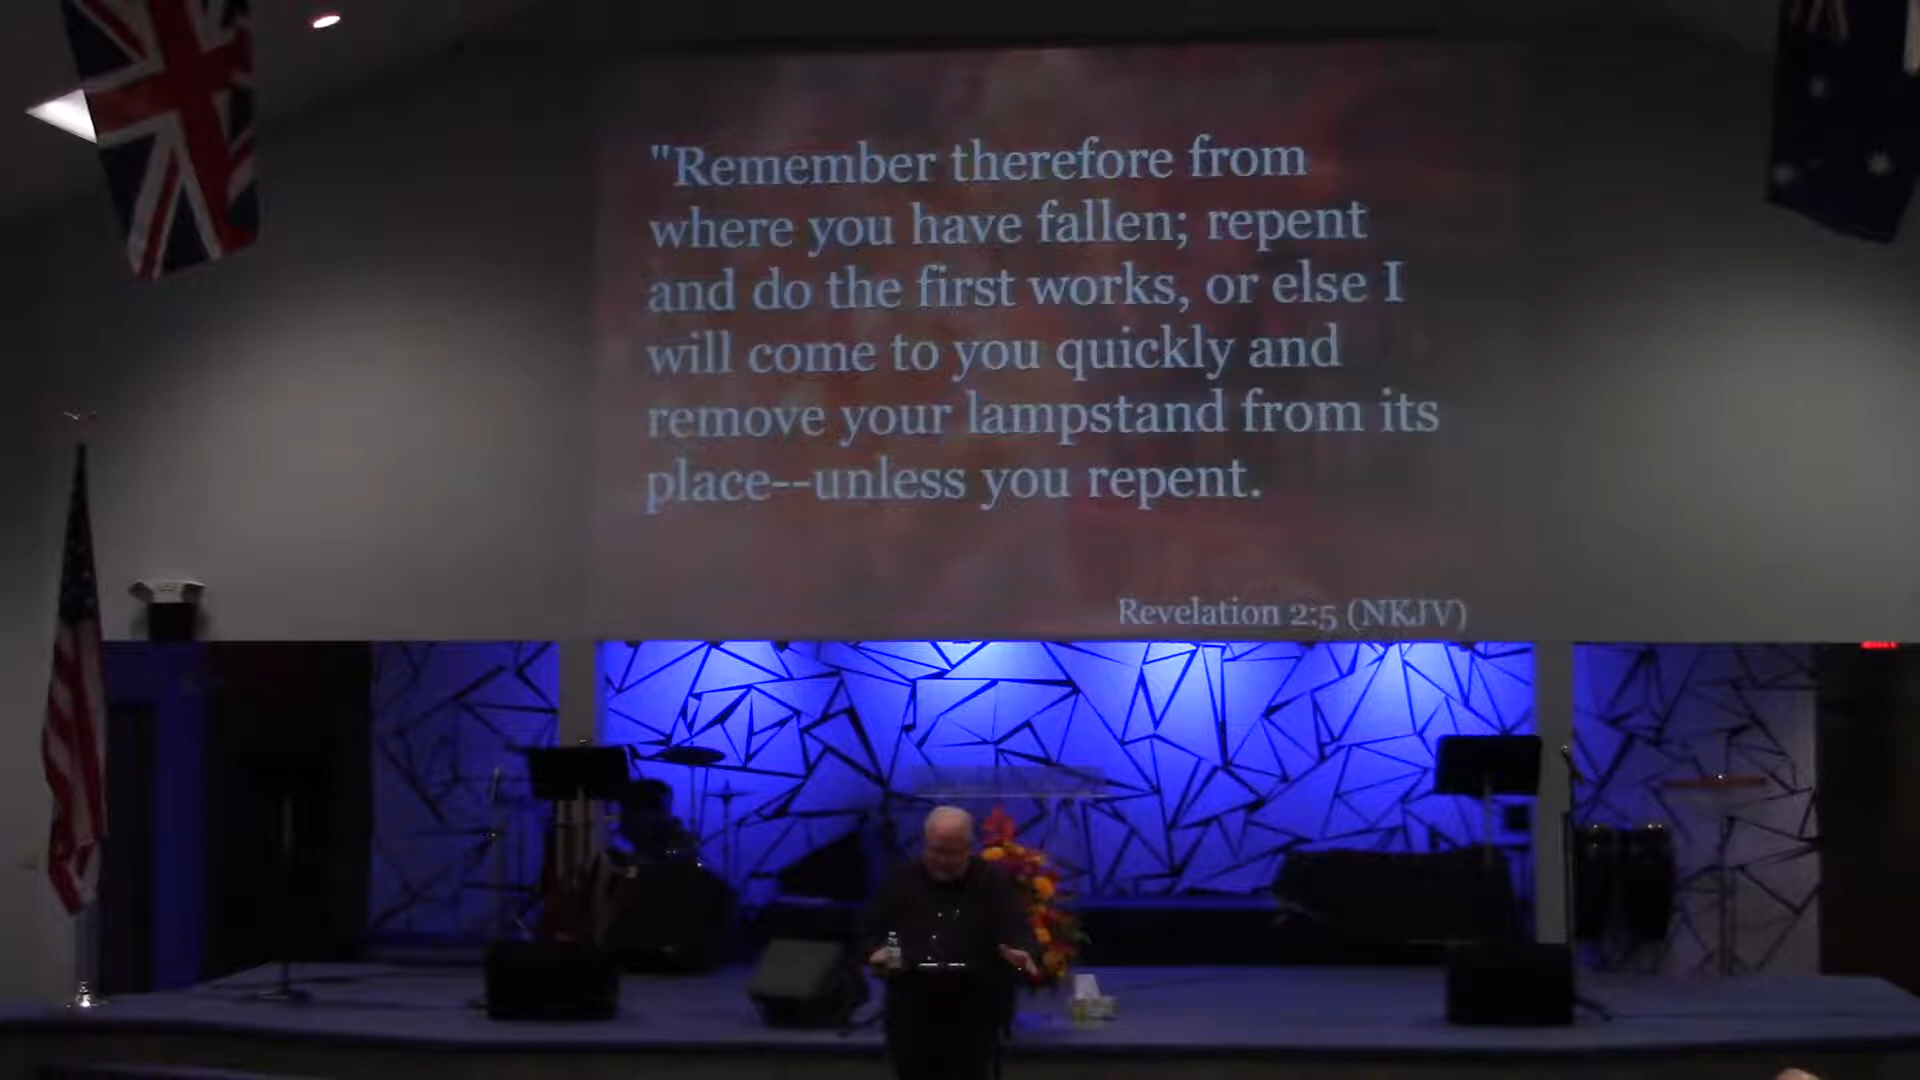 "Remember therefore from
where you have fallen; repent
and do the first works, or else I
will come to you quickly and
remove your lampstand from its
place--unless you repent.
Revelation 2:5 (NKJV)